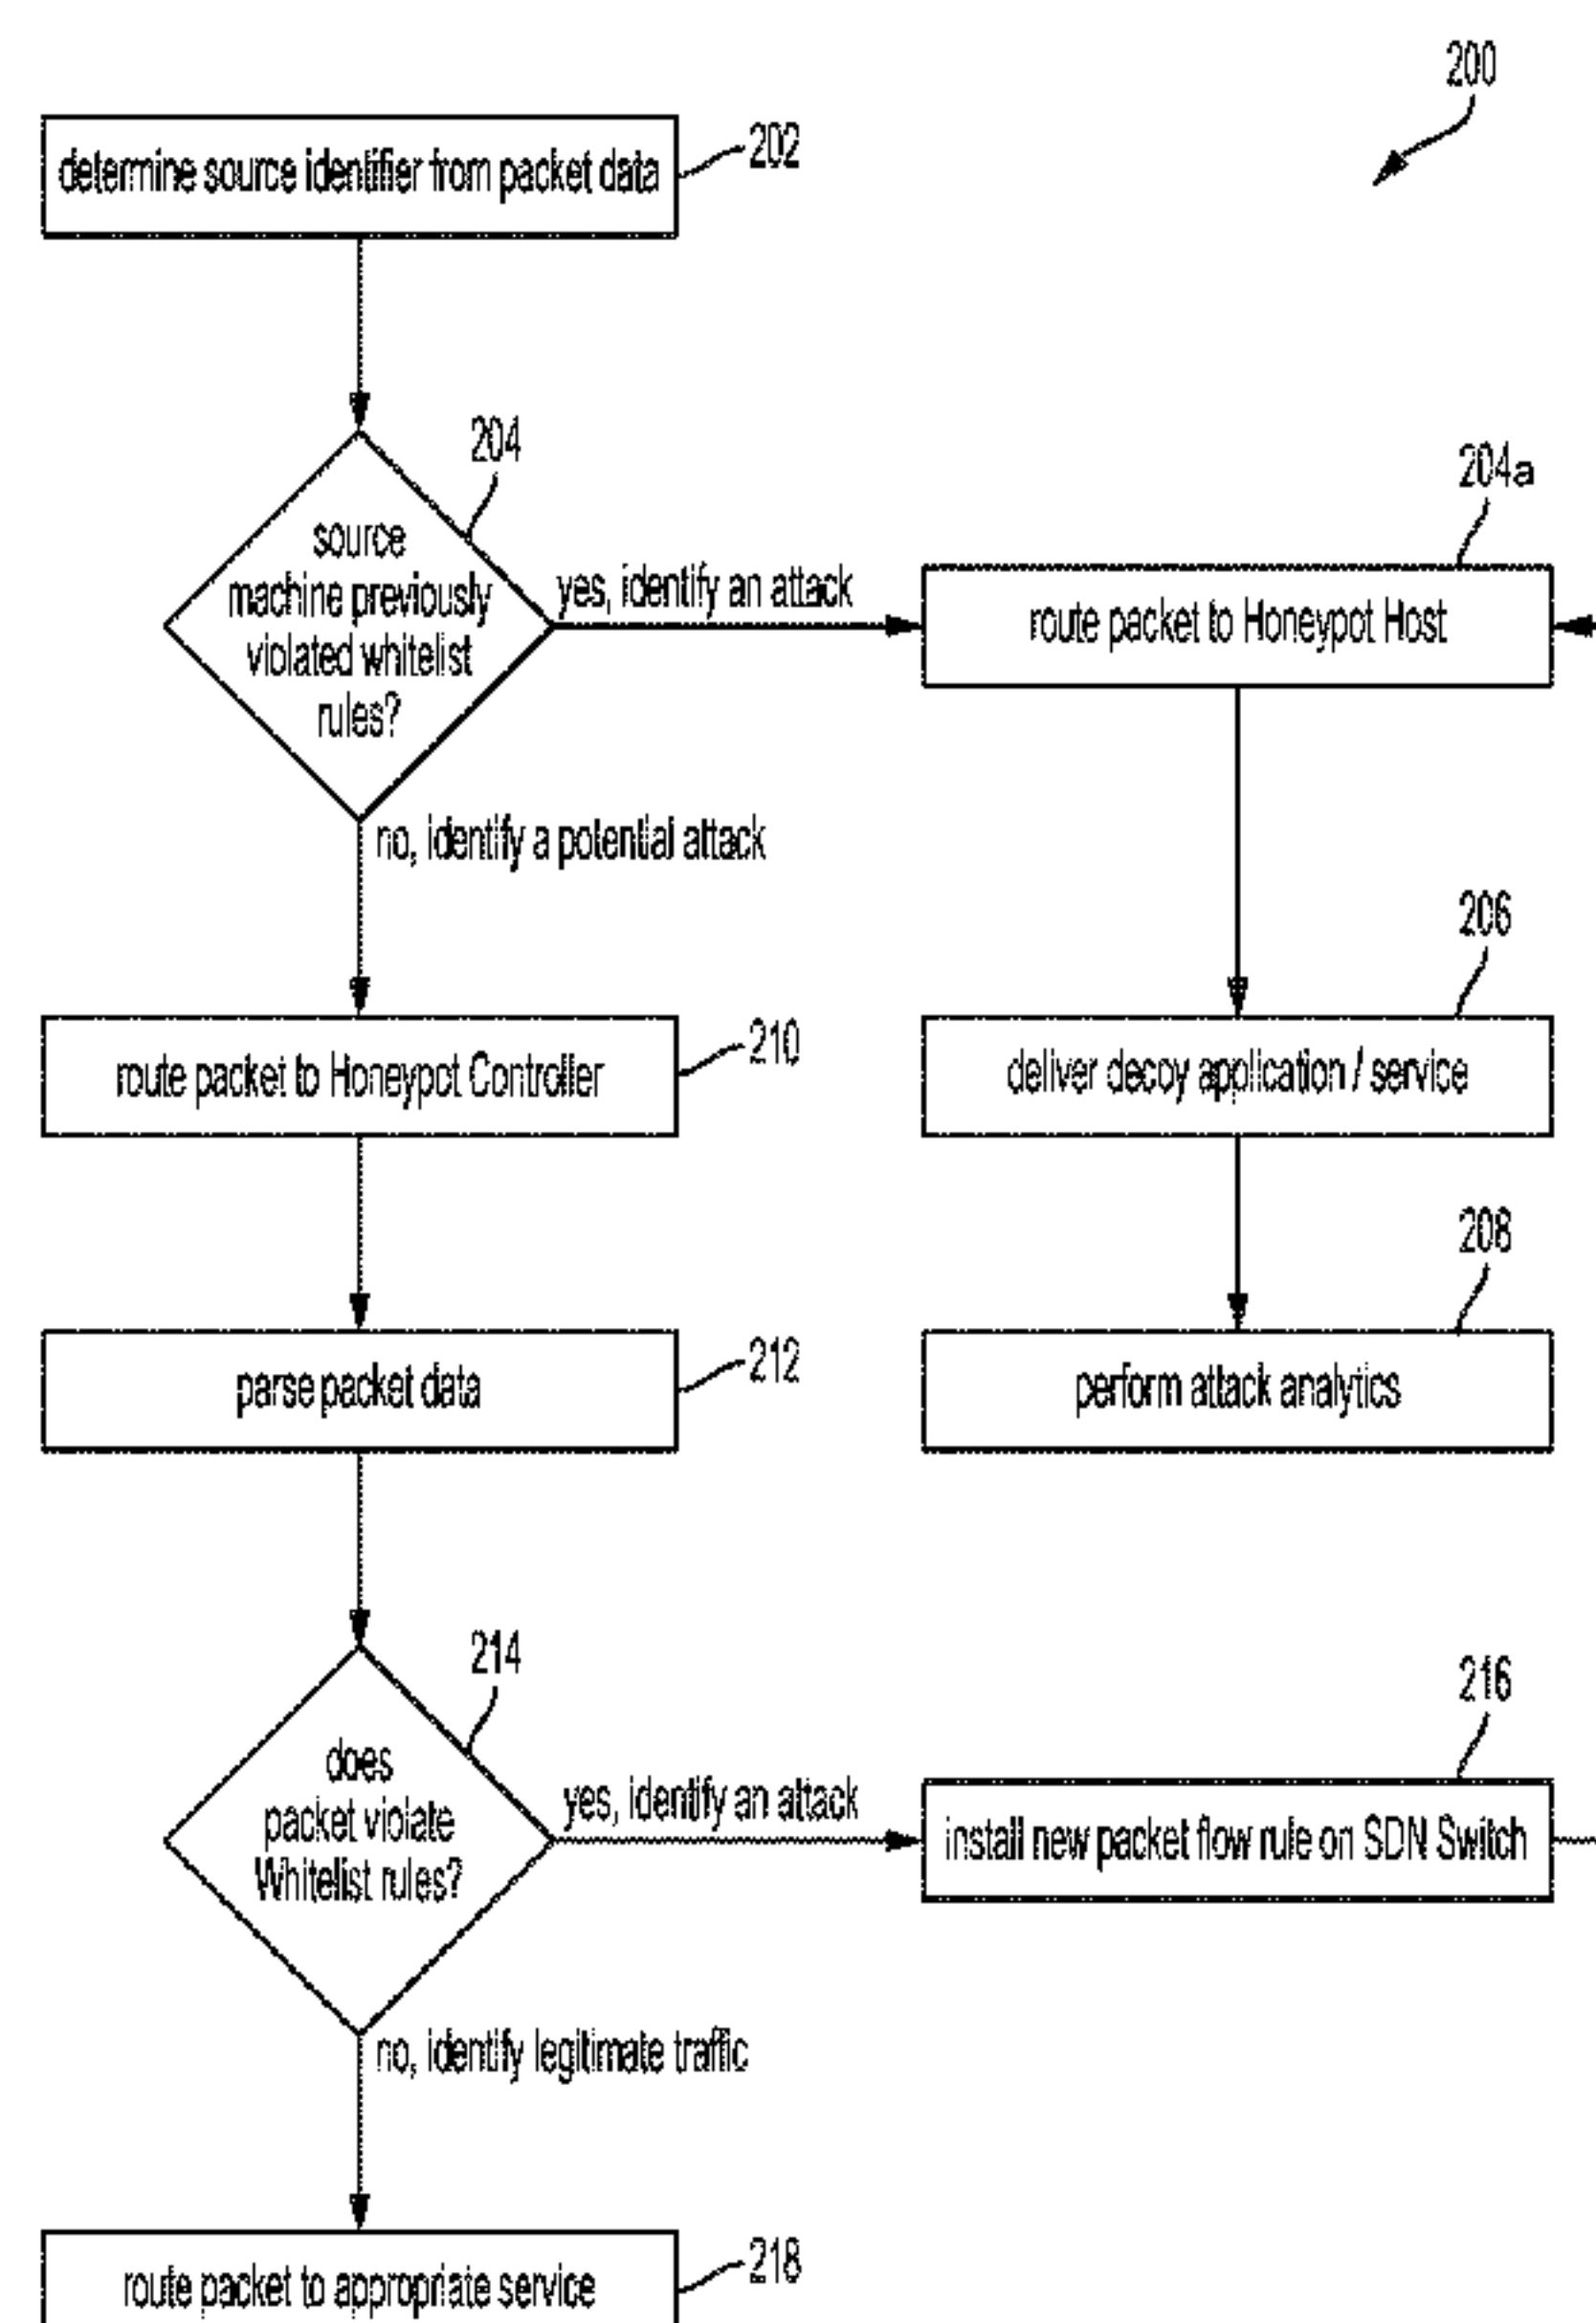 200
determine source identifier from packet data
202
204
source
machine previously
violated whitelist
rules?
yes, identify an attack
204a
route packet to Honeypot Host
no, identify a potential attack
206
route packet to Honeypot Controller
210
deliver decoy application / service
208
parse packet data
212
perform attack analytics
214
does
packet violate
Whitelist rules?
yes, identify an attack
216
install new packet flow rule on SDN Switch
no, identify legitimate traffic
route packet to appropriate service
218